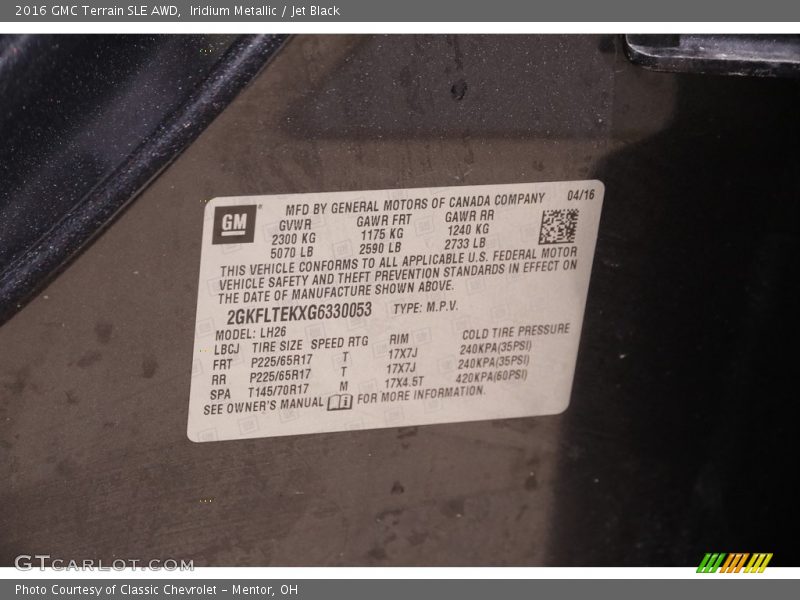 2016 GMC Terrain SLE AWD, Iridium Metallic / Jet Black
GM
MFD BY GENERAL MOTORS OF CANADA COMPANY 04/16
GVWR GAWR FRT GAWR RR
2300 KG 1175 KG 1240 KG
5070 LB 2590 LB 2733 LB
THIS VEHICLE CONFORMS TO ALL APPLICABLE U.S. FEDERAL MOTOR
VEHICLE SAFETY AND THEFT PREVENTION STANDARDS IN EFFECT ON
THE DATE OF MANUFACTURE SHOWN ABOVE.
2GKFLTEKXG6330053 TYPE: M.P.V.
MODEL: LH26
LBCJ TIRE SIZE SPEED RTG RIM COLD TIRE PRESSURE
FRT P225/65R17 T 17X7J 240KPA(35PSI)
RR P225/65R17 T 17X7J 240KPA(35PSI)
SPA T145/70R17 M 17X4.5T 420KPA(60PSI)
SEE OWNER'S MANUAL i FOR MORE INFORMATION.
GTCARLOT.COM
Photo Courtesy of Classic Chevrolet – Mentor, OH